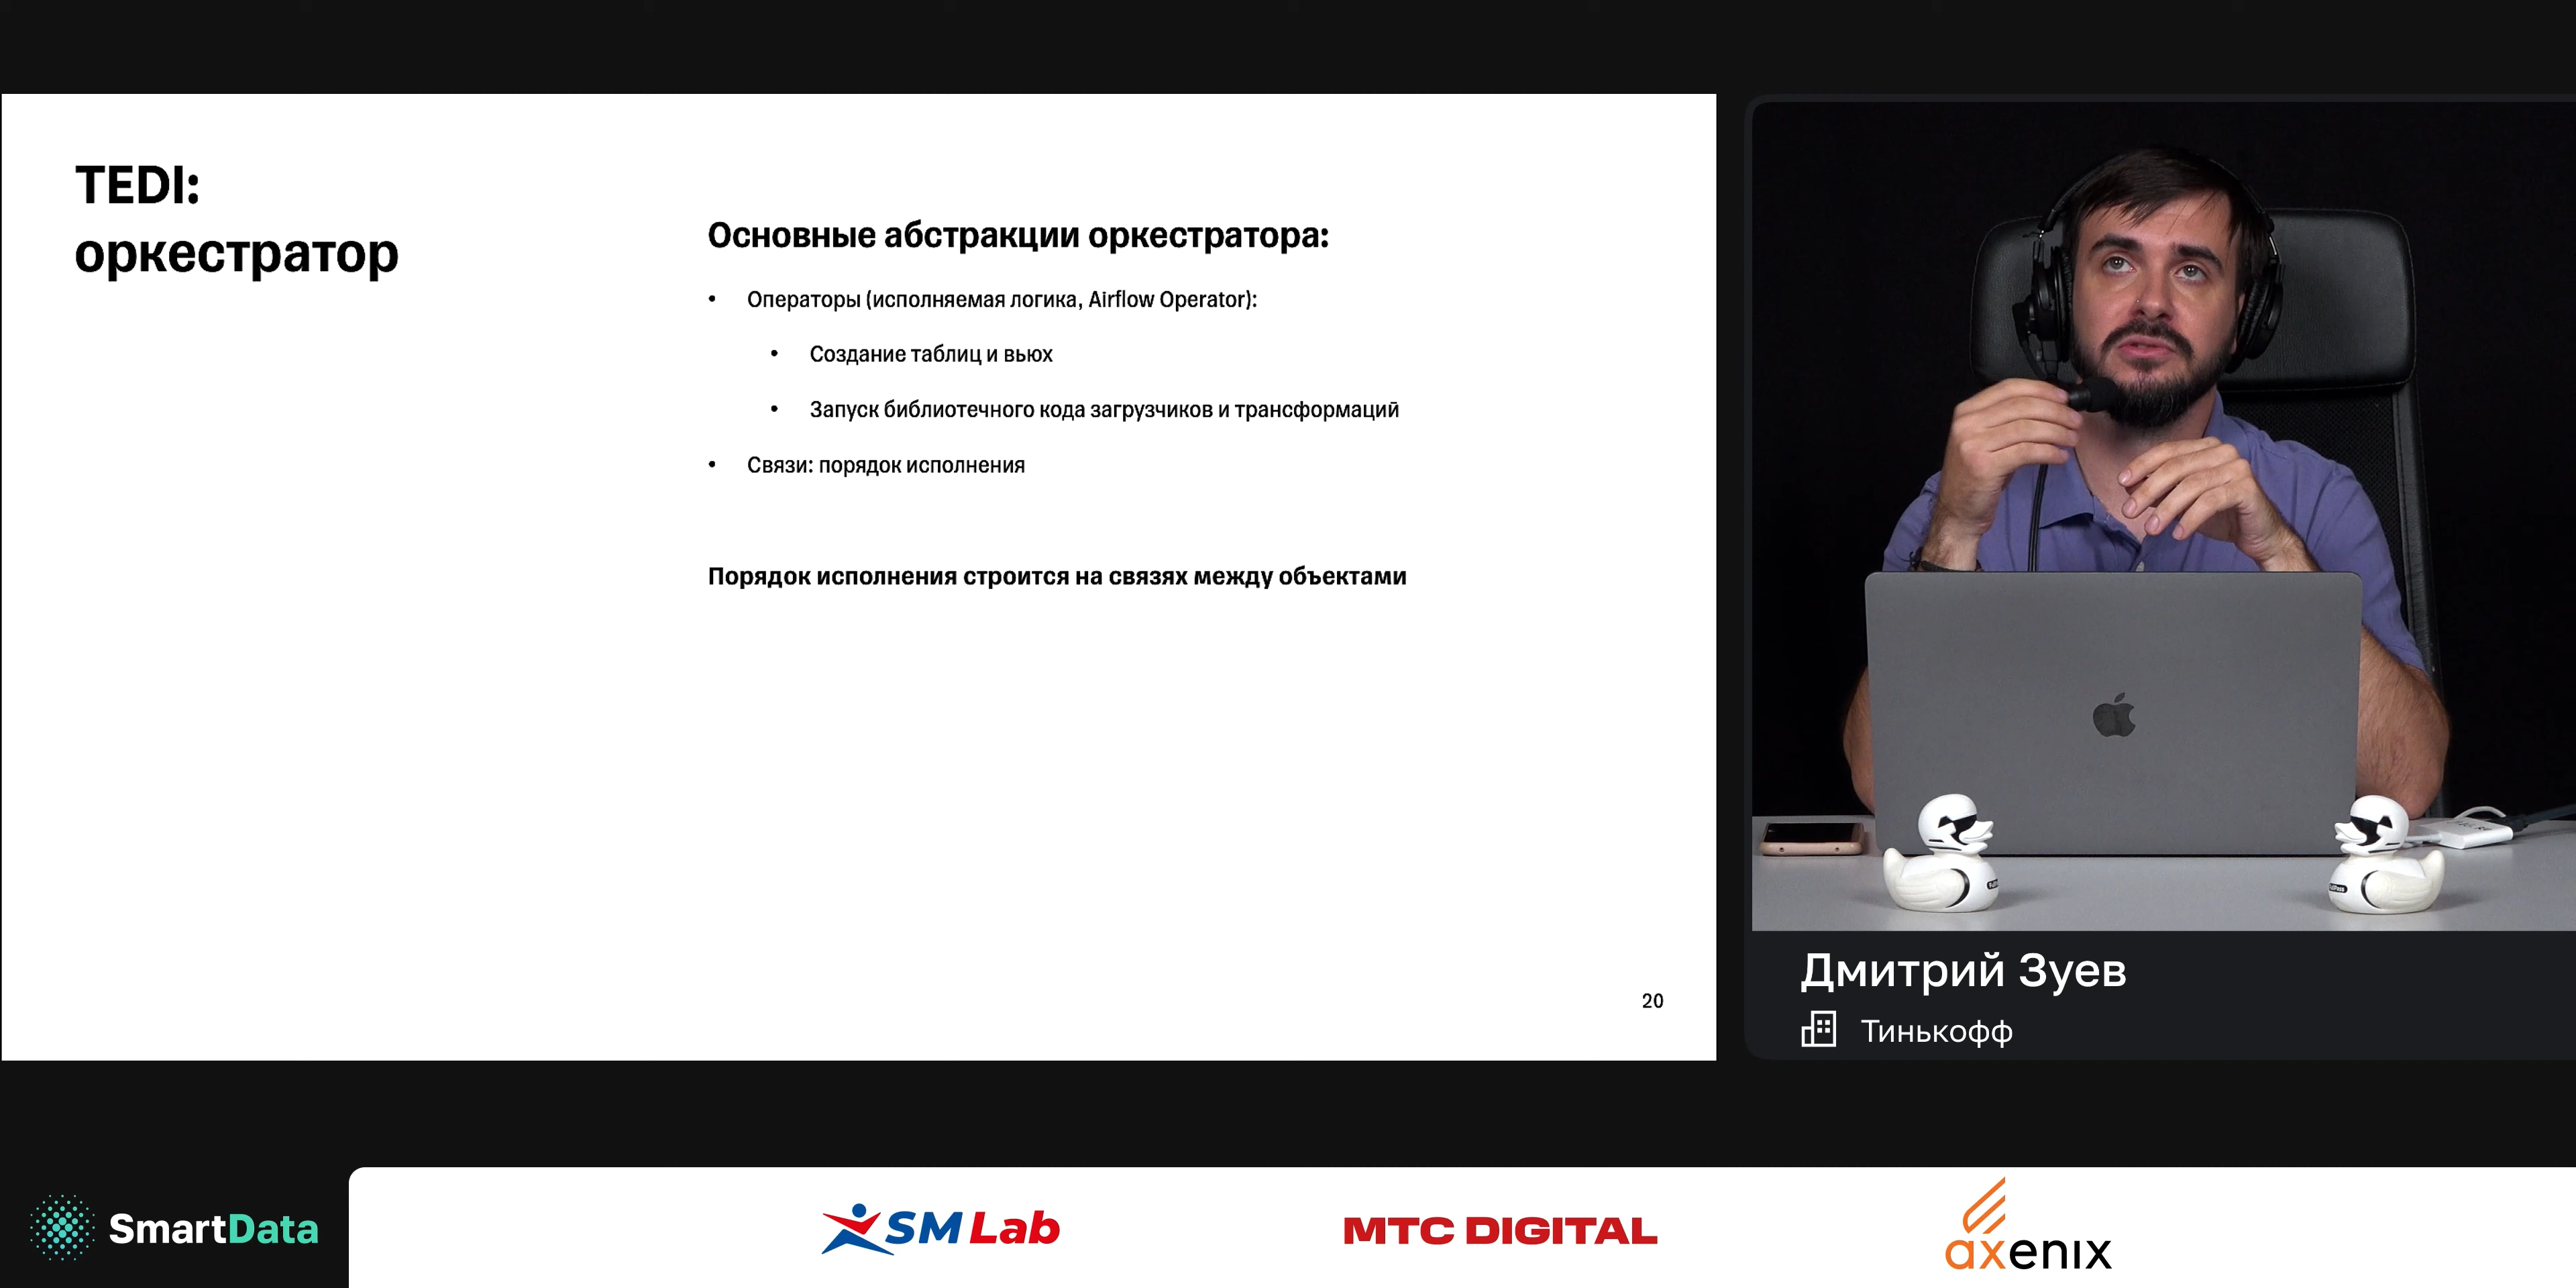 TEDI:
оркестратор
Основные абстракции оркестратора:
• Операторы (исполняемая логика, Airflow Operator):
• Создание таблиц и вьюх
• Запуск библиотечного кода загрузчиков и трансформаций
• Связи: порядок исполнения
Порядок исполнения строится на связях между объектами
20
Дмитрий Зуев
Тинькофф
SmartData
SM Lab
МТС DIGITAL
axenix